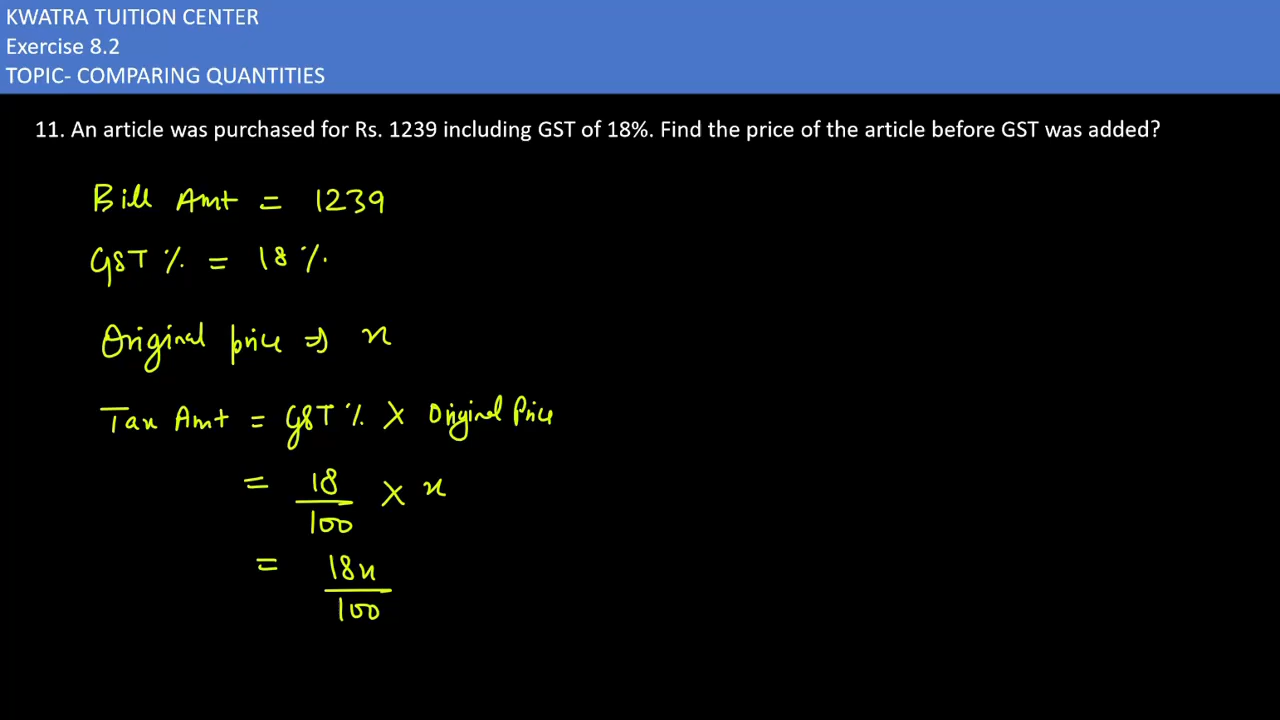 KWATRA TUITION CENTER
Exercise 8.2
TOPIC- COMPARING QUANTITIES
11. An article was purchased for Rs. 1239 including GST of 18%. Find the price of the article before GST was added?
Bill Amt = 1239
GST % = 18 %
Original price ⇒ x
Tax Amt = GST % × Original Price
= 18/100 × x
= 18x/100